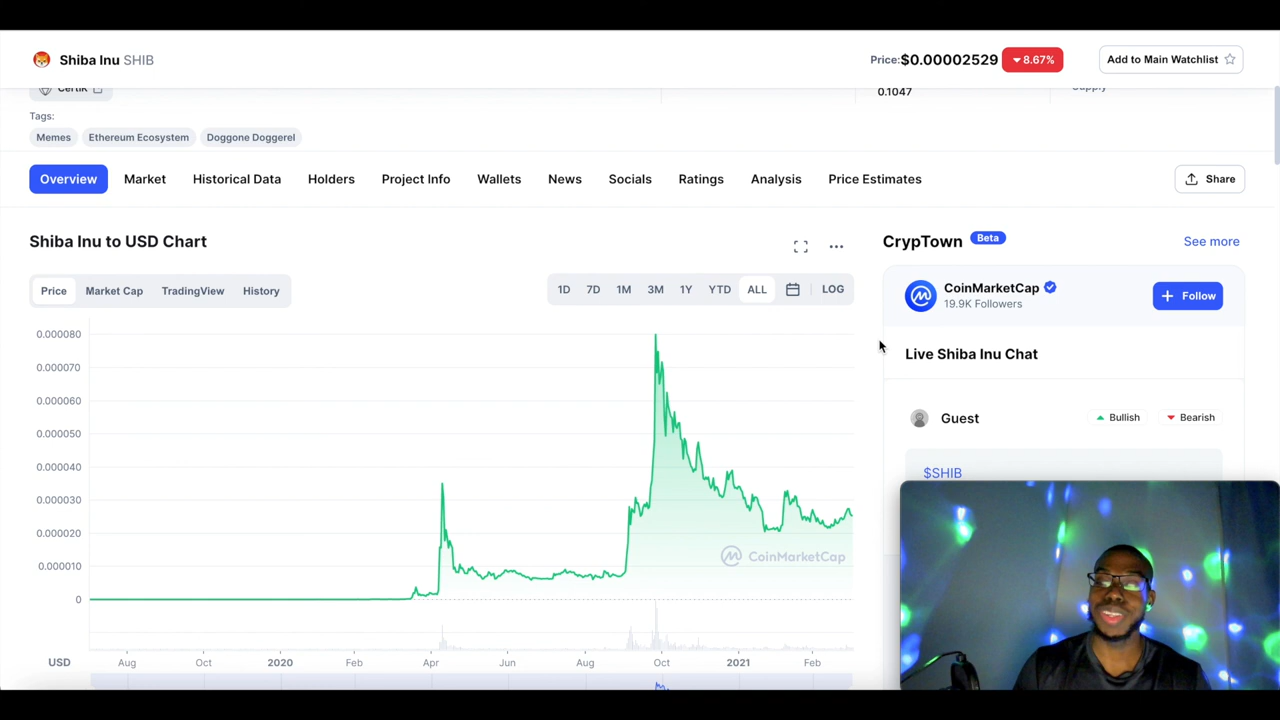 Shiba Inu SHIB
Price:$0.00002529 8.67% Add to Main Watchlist
CertiK
0.1047
Supply
Tags:
Memes Ethereum Ecosystem Doggone Doggerel
Overview Market Historical Data Holders Project Info Wallets News Socials Ratings Analysis Price Estimates Share
Shiba Inu to USD Chart
CrypTown Beta See more
Price Market Cap TradingView History
1D 7D 1M 3M 1Y YTD ALL LOG
CoinMarketCap
19.9K Followers
+ Follow
Live Shiba Inu Chat
Guest Bullish Bearish
$SHIB
0.000080
0.000070
0.000060
0.000050
0.000040
0.000030
0.000020
0.000010
0
CoinMarketCap
USD Aug Oct 2020 Feb Apr Jun Aug Oct 2021 Feb